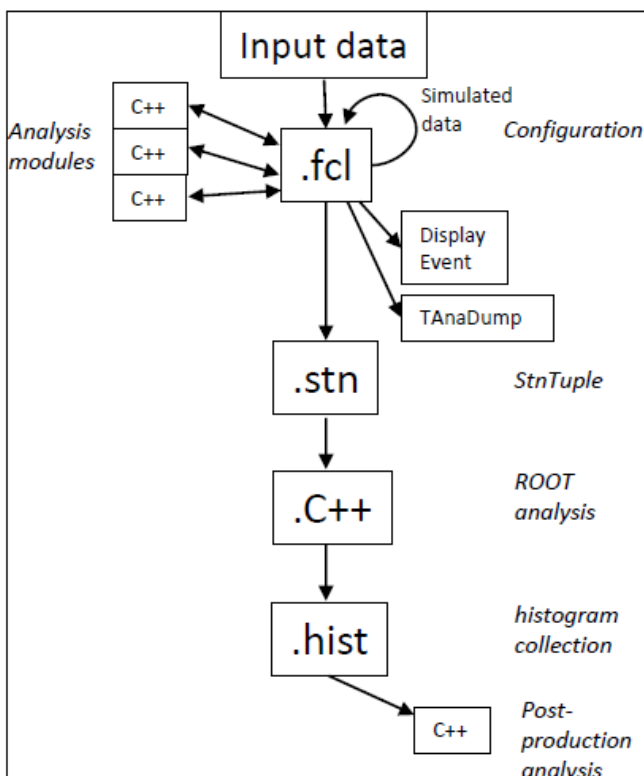 Input data
C++
Simulated
data
Analysis
modules
C++
.fcl
Configuration
C++
Display
Event
TAnaDump
.stn
StnTuple
.C++
ROOT
analysis
.hist
histogram
collection
C++
Post-
production
analysis